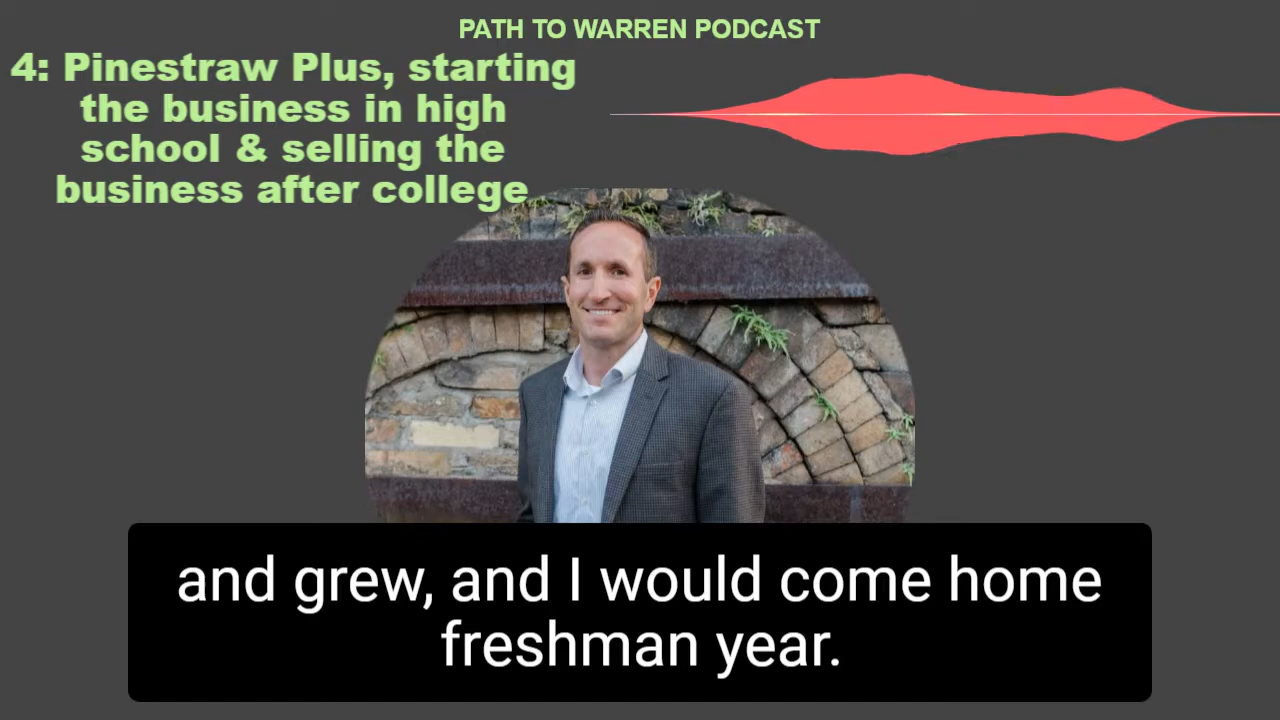 PATH TO WARREN PODCAST
4: Pinestraw Plus, starting
the business in high
school & selling the
business after college
and grew, and I would come home
freshman year.